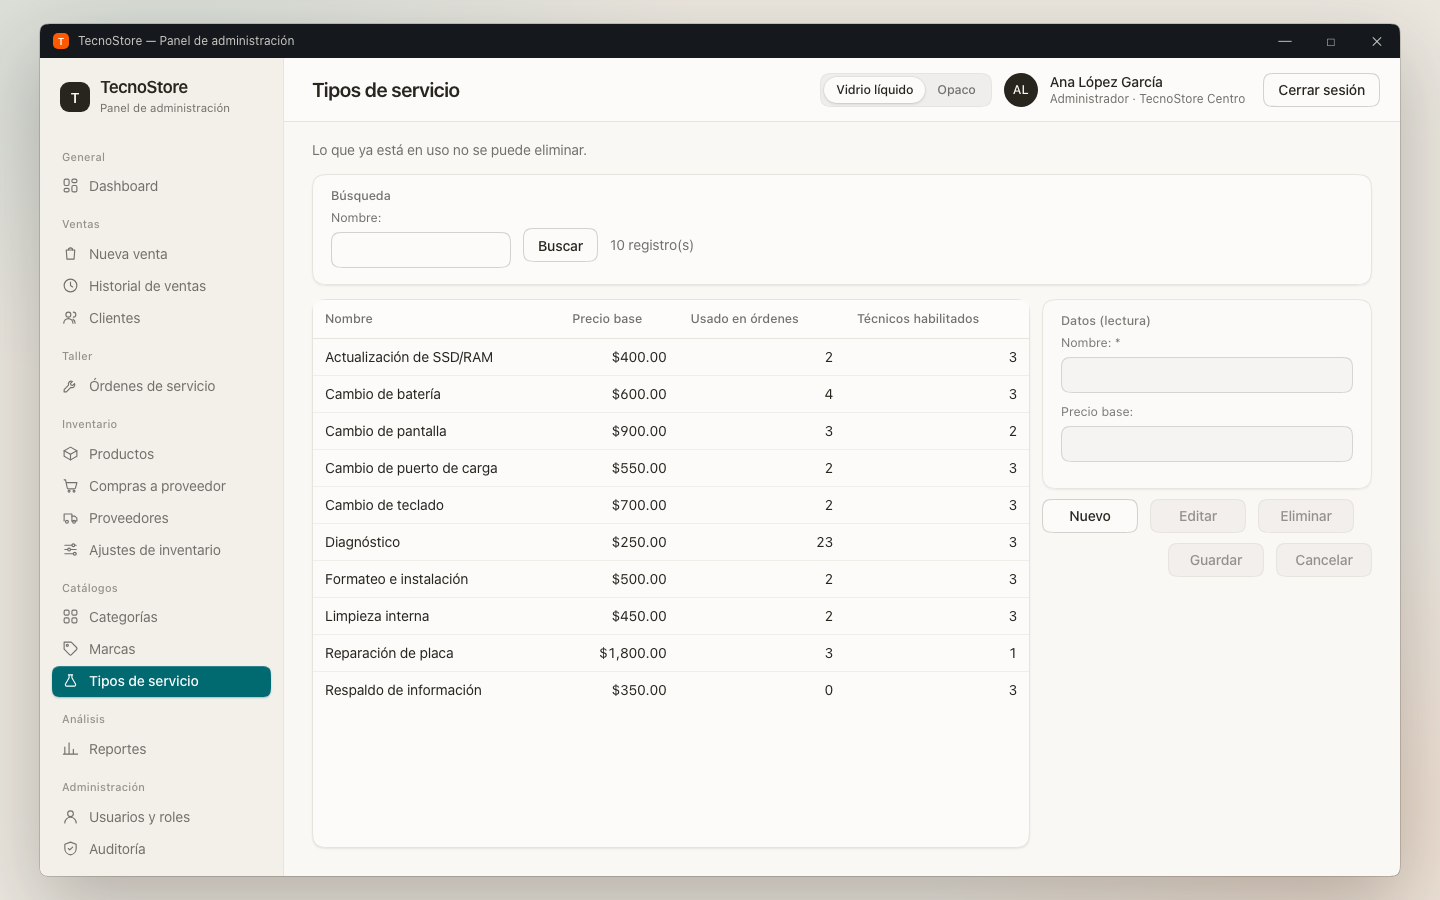 T TecnoStore — Panel de administración
T TecnoStore
Panel de administración
General
Dashboard
Ventas
Nueva venta
Historial de ventas
Clientes
Taller
Órdenes de servicio
Inventario
Productos
Compras a proveedor
Proveedores
Ajustes de inventario
Catálogos
Categorías
Marcas
Tipos de servicio
Análisis
Reportes
Administración
Usuarios y roles
Auditoría
Tipos de servicio
Vidrio líquido Opaco
AL
Ana López García
Administrador · TecnoStore Centro
Cerrar sesión
Lo que ya está en uso no se puede eliminar.
Búsqueda
Nombre:
Buscar 10 registro(s)
Nombre Precio base Usado en órdenes Técnicos habilitados
Actualización de SSD/RAM $400.00 2 3
Cambio de batería $600.00 4 3
Cambio de pantalla $900.00 3 2
Cambio de puerto de carga $550.00 2 3
Cambio de teclado $700.00 2 3
Diagnóstico $250.00 23 3
Formateo e instalación $500.00 2 3
Limpieza interna $450.00 2 3
Reparación de placa $1,800.00 3 1
Respaldo de información $350.00 0 3
Datos (lectura)
Nombre: *
Precio base:
Nuevo Editar Eliminar
Guardar Cancelar